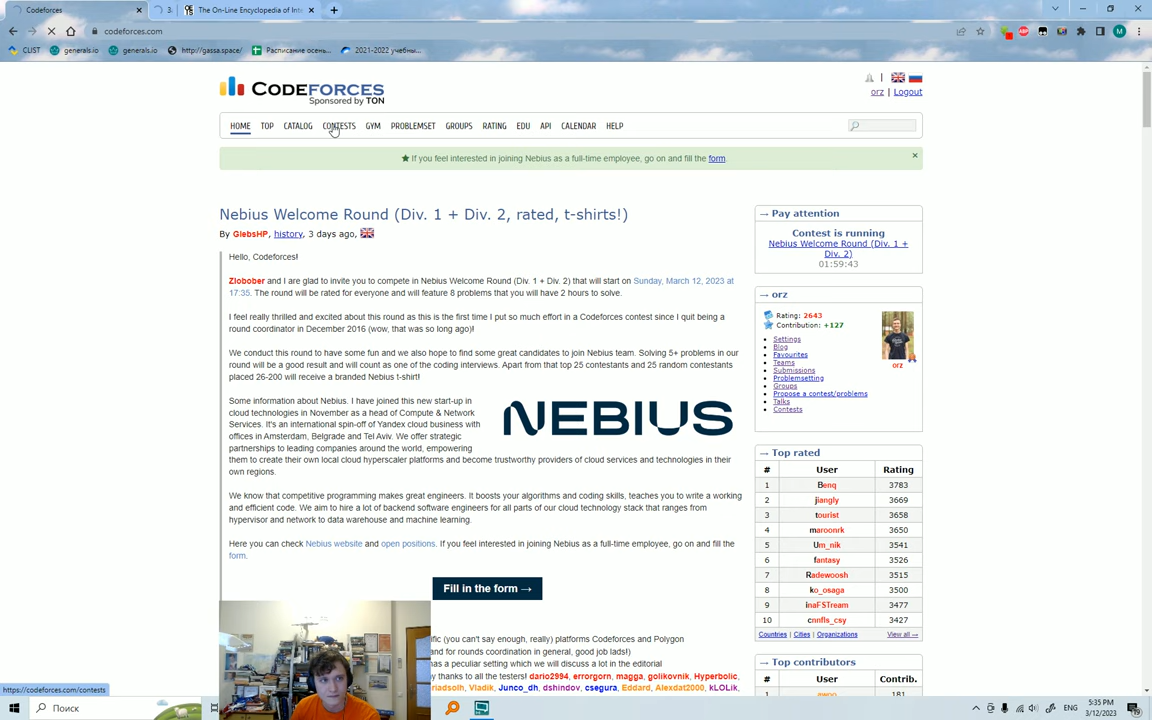 Codeforces
3
OEIS The On-Line Encyclopedia of Int
codeforces.com
CLIST generals.io generals.io http://gassa.space/ Расписание осень... 2021-2022 учебны...
CODEFORCES
Sponsored by TON
orz | Logout
HOME TOP CATALOG CONTESTS GYM PROBLEMSET GROUPS RATING EDU API CALENDAR HELP
If you feel interested in joining Nebius as a full-time employee, go on and fill the form.
Nebius Welcome Round (Div. 1 + Div. 2, rated, t-shirts!)
By GlebsHP, history, 3 days ago,
Hello, Codeforces!
Zlobober and I are glad to invite you to compete in Nebius Welcome Round (Div. 1 + Div. 2) that will start on Sunday, March 12, 2023 at
17:35. The round will be rated for everyone and will feature 8 problems that you will have 2 hours to solve.
I feel really thrilled and excited about this round as this is the first time I put so much effort in a Codeforces contest since I quit being a
round coordinator in December 2016 (wow, that was so long ago)!
We conduct this round to have some fun and we also hope to find some great candidates to join Nebius team. Solving 5+ problems in our
round will be a good result and will count as one of the coding interviews. Apart from that top 25 contestants and 25 random contestants
placed 26-200 will receive a branded Nebius t-shirt!
Some information about Nebius. I have joined this new start-up in
cloud technologies in November as a head of Compute & Network
Services. It's an international spin-off of Yandex cloud business with
offices in Amsterdam, Belgrade and Tel Aviv. We offer strategic
partnerships to leading companies around the world, empowering
them to create their own local cloud hyperscaler platforms and become trustworthy providers of cloud services and technologies in their
own regions.
NEBIUS
We know that competitive programming makes great engineers. It boosts your algorithms and coding skills, teaches you to write a working
and efficient code. We aim to hire a lot of backend software engineers for all parts of our cloud technology stack that ranges from
hypervisor and network to data warehouse and machine learning.
Here you can check Nebius website and open positions. If you feel interested in joining Nebius as a full-time employee, go on and fill the
form.
Fill in the form →
ific (you can't say enough, really) platforms Codeforces and Polygon
and for rounds coordination in general, good job lads!)
has a peculiar setting which we will discuss a lot in the editorial
y thanks to all the testers! dario2994, errorgorn, magga, golikovnik, Hyperbolic,
riadsolh, Vladik, Junco_dh, dshindov, csegura, Eddard, Alexdat2000, kLOLik,
→ Pay attention
Contest is running
Nebius Welcome Round (Div. 1 +
Div. 2)
01:59:43
→ orz
Rating: 2643
Contribution: +127
Settings
Blog
Favourites
Teams
Submissions
Problemsetting
Groups
Propose a contest/problems
Talks
Contests
orz
→ Top rated
# User Rating
1 Benq 3783
2 jiangly 3669
3 tourist 3658
4 maroonrk 3650
5 Um_nik 3541
6 fantasy 3526
7 Radewoosh 3515
8 ko_osaga 3500
9 inaFSTream 3477
10 cnnfls_csy 3427
Countries | Cities | Organizations View all →
→ Top contributors
# User Contrib.
https://codeforces.com/contests
Поиск
ENG
5:35 PM
3/12/2023